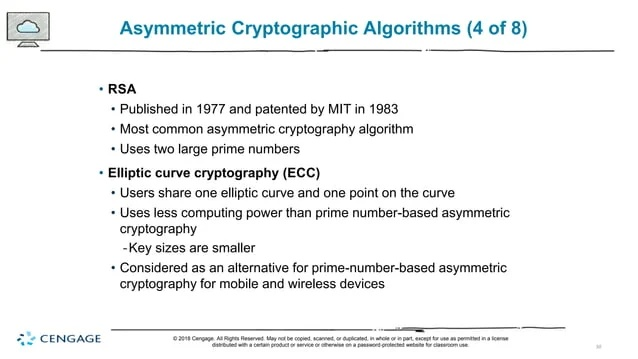 Asymmetric Cryptographic Algorithms (4 of 8)
• RSA
• Published in 1977 and patented by MIT in 1983
• Most common asymmetric cryptography algorithm
• Uses two large prime numbers
• Elliptic curve cryptography (ECC)
• Users share one elliptic curve and one point on the curve
• Uses less computing power than prime number-based asymmetric
cryptography
-Key sizes are smaller
• Considered as an alternative for prime-number-based asymmetric
cryptography for mobile and wireless devices
CENGAGE
© 2018 Cengage. All Rights Reserved. May not be copied, scanned, or duplicated, in whole or in part, except for use as permitted in a license
distributed with a certain product or service or otherwise on a password-protected website for classroom use.